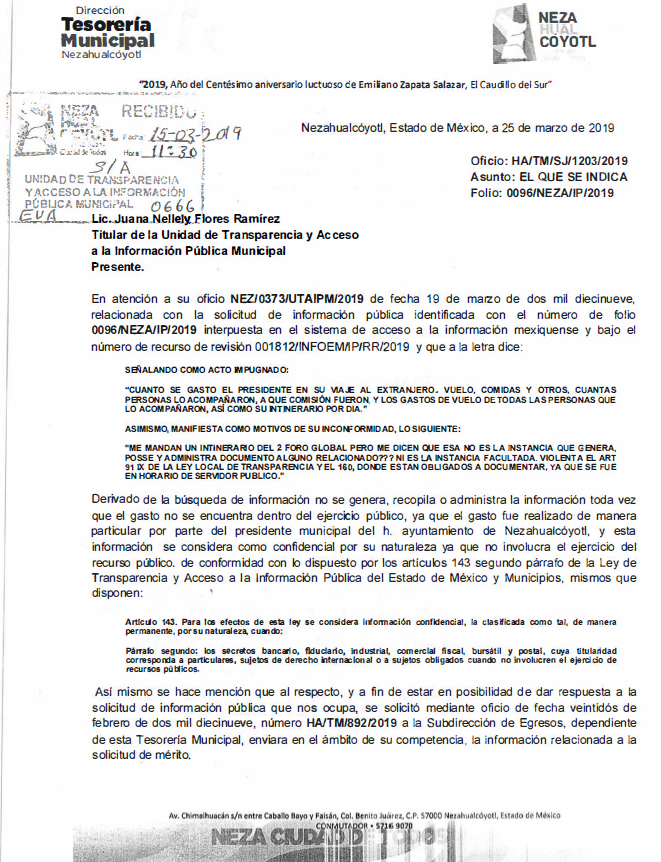 Dirección
Tesorería
Municipal
Nezahualcóyotl
NEZA
HUAL
CÓYOTL
"2019, Año del Centésimo aniversario luctuoso de Emiliano Zapata Salazar, El Caudillo del Sur"
NEZA
HUAL
CÓYOTL
Ciudad de Todos
RECIBIDO
Fecha: 15-03-2019
Hora 11:30
S/A
UNIDAD DE TRANSPARENCIA
Y ACCESO A LA INFORMACIÓN
PÚBLICA MUNICIPAL 0666
EVA
Nezahualcóyotl, Estado de México, a 25 de marzo de 2019
Oficio: HA/TM/SJ/1203/2019
Asunto: EL QUE SE INDICA
Folio: 0096/NEZA/IP/2019
Lic. Juana Nellely Flores Ramírez
Titular de la Unidad de Transparencia y Acceso
a la Información Pública Municipal
Presente.
En atención a su oficio NEZ/0373/UTAIPM/2019 de fecha 19 de marzo de dos mil diecinueve,
relacionada con la solicitud de información pública identificada con el número de folio
0096/NEZA/IP/2019 interpuesta en el sistema de acceso a la información mexiquense y bajo el
número de recurso de revisión 001812/INFOEM/IP/RR/2019 y que a la letra dice:
SEÑALANDO COMO ACTO IMPUGNADO:
"CUANTO SE GASTO EL PRESIDENTE EN SU VIAJE AL EXTRANJERO. VUELO, COMIDAS Y OTROS, CUANTAS
PERSONAS LO ACOMPAÑARON, A QUE COMISIÓN FUERON, Y LOS GASTOS DE VUELO DE TODAS LAS PERSONAS QUE
LO ACOMPAÑARON, ASÍ COMO SU INTINERARIO POR DIA."
ASIMISMO, MANIFIESTA COMO MOTIVOS DE SU INCONFORMIDAD, LO SIGUIENTE:
"ME MANDAN UN INTINERARIO DEL 2 FORO GLOBAL PERO ME DICEN QUE ESA NO ES LA INSTANCIA QUE GENERA,
POSSE Y ADMINISTRA DOCUMENTO ALGUNO RELACIONADO??? NI ES LA INSTANCIA FACULTADA. VIOLENTA EL ART
91 IX DE LA LEY LOCAL DE TRANSPARENCIA Y EL 160, DONDE ESTAN OBLIGADOS A DOCUMENTAR, YA QUE SE FUE
EN HORARIO DE SERVIDOR PUBLICO."
Derivado de la búsqueda de información no se genera, recopila o administra la información toda vez
que el gasto no se encuentra dentro del ejercicio público, ya que el gasto fue realizado de manera
particular por parte del presidente municipal del h. ayuntamiento de Nezahualcóyotl, y esta
información se considera como confidencial por su naturaleza ya que no involucra el ejercicio del
recurso público. de conformidad con lo dispuesto por los artículos 143 segundo párrafo de la Ley de
Transparencia y Acceso a la Información Pública del Estado de México y Municipios, mismos que
disponen:
Artículo 143. Para los efectos de esta ley se considera información confidencial, la clasificada como tal, de manera
permanente, por su naturaleza, cuando:
Párrafo segundo: los secretos bancario, fiduciario, industrial, comercial fiscal, bursátil y postal, cuya titularidad
corresponda a particulares, sujetos de derecho internacional o a sujetos obligados cuando no involucren el ejercicio de
recursos públicos.
Así mismo se hace mención que al respecto, y a fin de estar en posibilidad de dar respuesta a la
solicitud de información pública que nos ocupa, se solicitó mediante oficio de fecha veintidós de
febrero de dos mil diecinueve, número HA/TM/892/2019 a la Subdirección de Egresos, dependiente
de esta Tesorería Municipal, enviara en el ámbito de su competencia, la información relacionada a la
solicitud de mérito.
Av. Chimalhuacán s/n entre Caballo Bayo y Faisán, Col. Benito Juárez, C.P. 57000 Nezahualcóyotl, Estado de México
CONMUTADOR • 5716 9070
NEZA CIUDAD DE TODOS